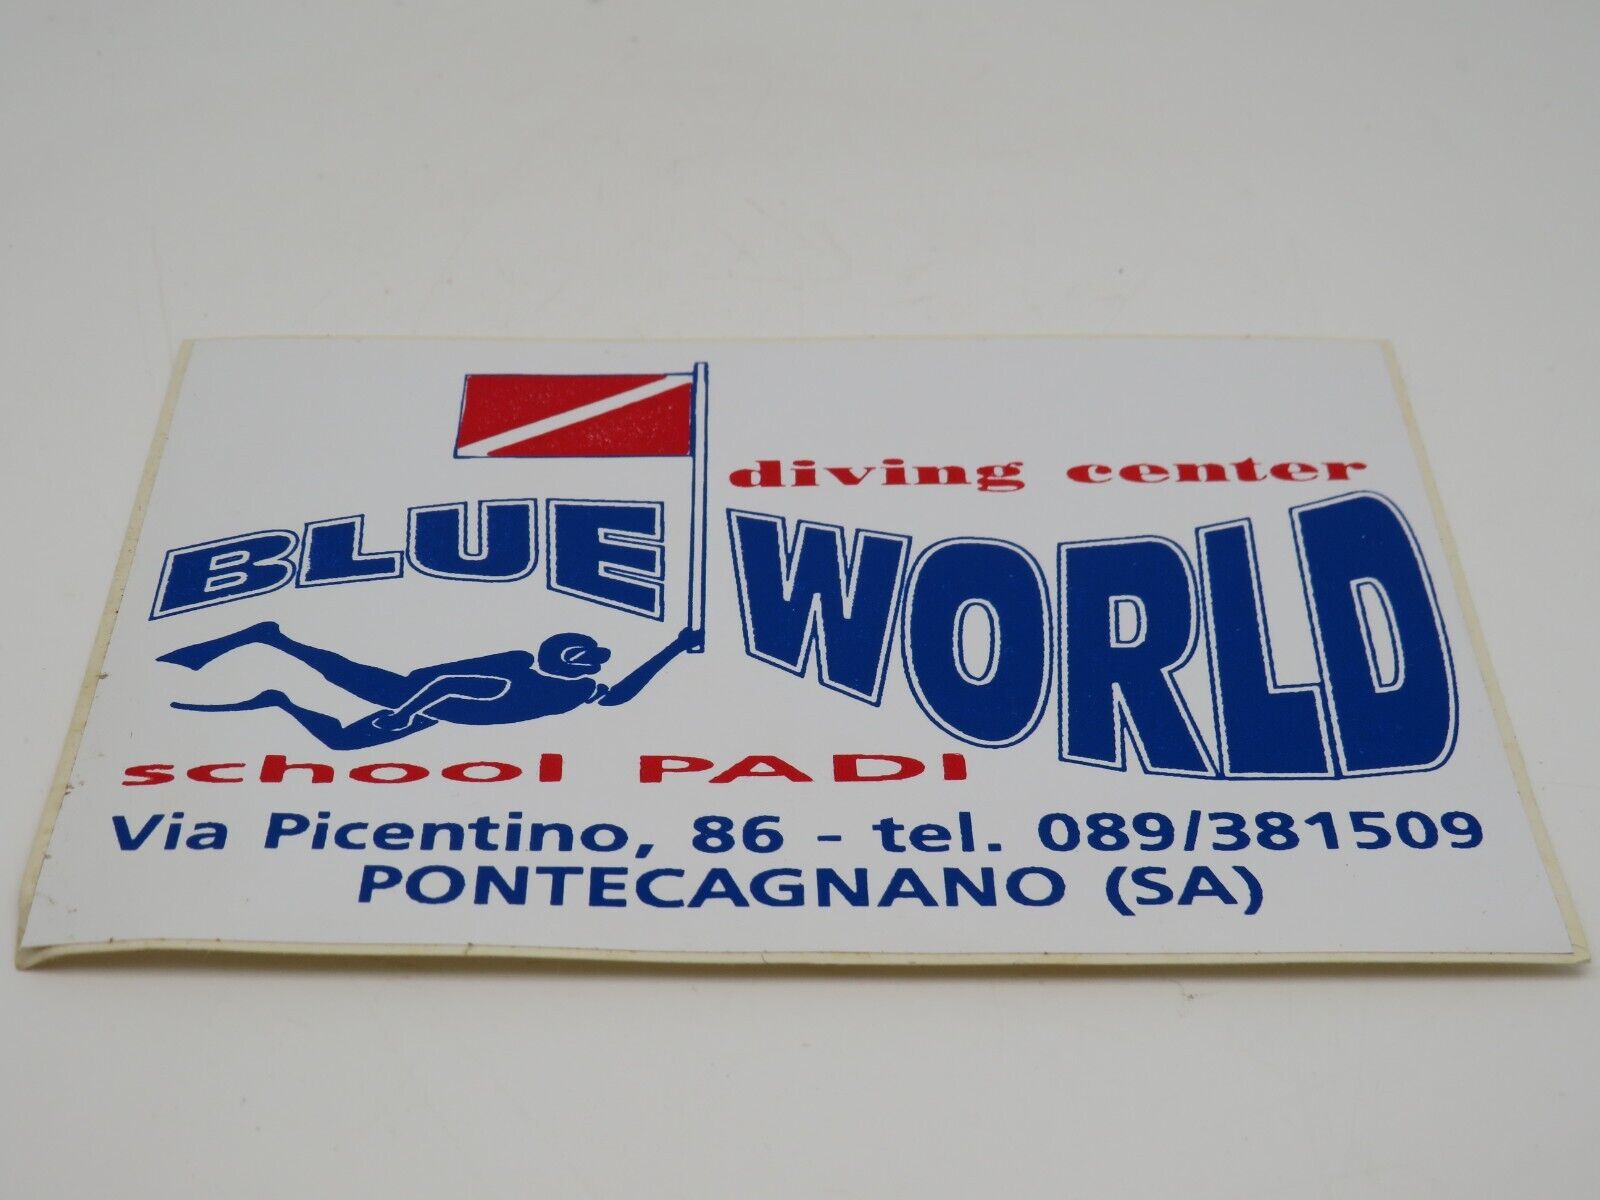 diving center
BLUE WORLD
school PADI
Via Picentino, 86 - tel. 089/381509
PONTECAGNANO (SA)